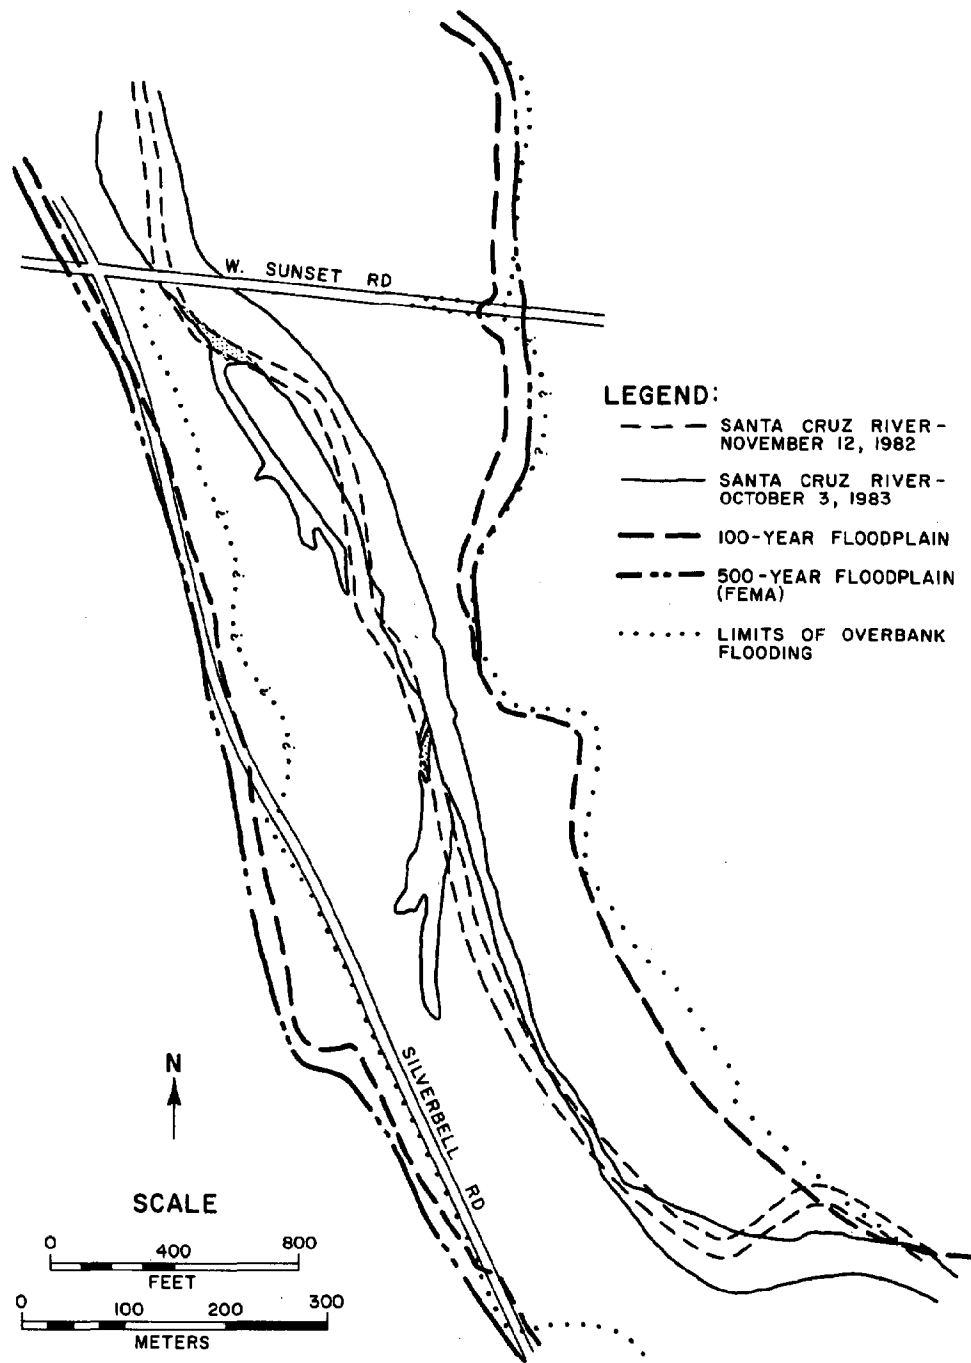 W. SUNSET RD
LEGEND:
SANTA CRUZ RIVER-
NOVEMBER 12, 1982
SANTA CRUZ RIVER-
OCTOBER 3, 1983
100-YEAR FLOODPLAIN
500-YEAR FLOODPLAIN
(FEMA)
LIMITS OF OVERBANK
FLOODING
?
?
?
?
?
?
?
SILVERBELL RD
N
SCALE
0 400 800
FEET
0 100 200 300
METERS